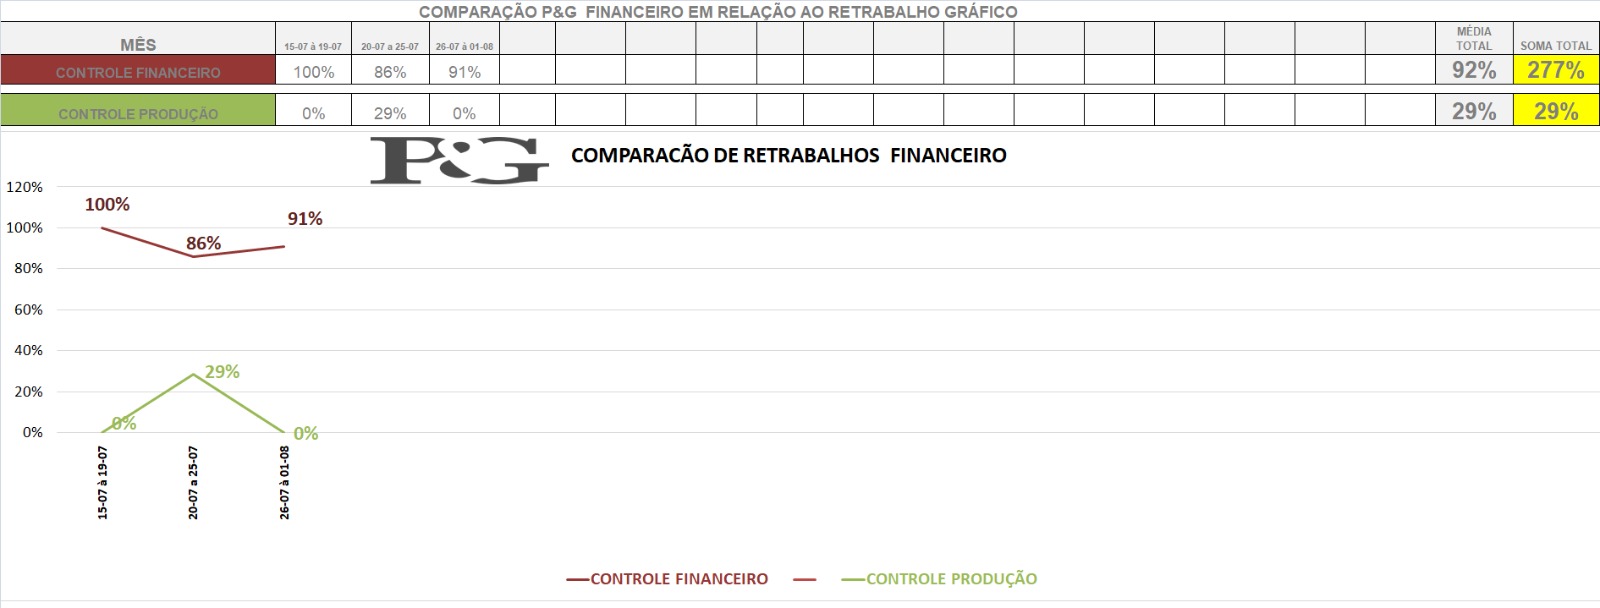 COMPARAÇÃO P&G FINANCEIRO EM RELAÇÃO AO RETRABALHO GRÁFICO
MÊS 15-07 à 19-07 20-07 a 25-07 26-07 à 01-08 MÉDIA TOTAL SOMA TOTAL
CONTROLE FINANCEIRO 100% 86% 91% 92% 277%
CONTROLE PRODUÇÃO 0% 29% 0% 29% 29%
P&G COMPARACÃO DE RETRABALHOS FINANCEIRO
120%
100%
80%
60%
40%
20%
0%
100%
86%
91%
0%
29%
0%
15-07 à 19-07
20-07 a 25-07
26-07 à 01-08
CONTROLE FINANCEIRO CONTROLE PRODUÇÃO